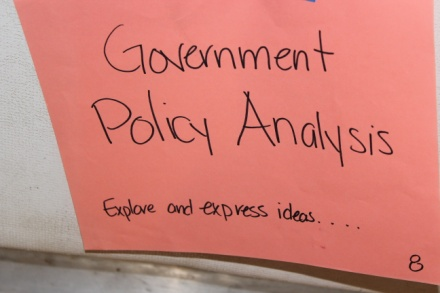 Government
Policy Analysis
Explore and express ideas....
8